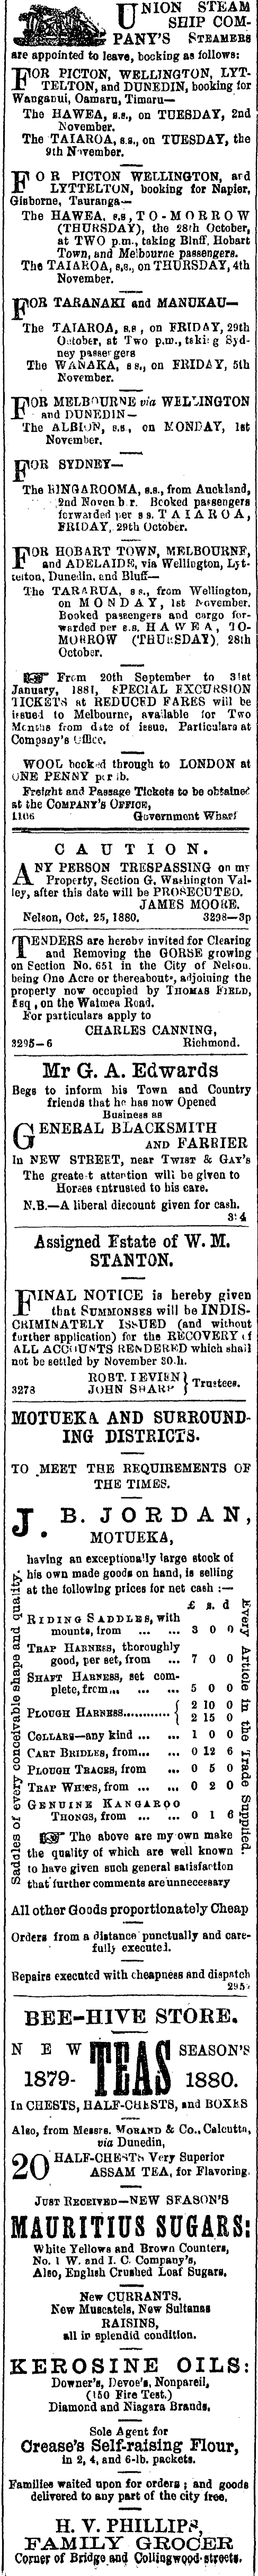 UNION STEAM
SHIP COM-
PANY'S STEAMERS
are appointed to leave, booking as follows:
FOR PICTON, WELLINGTON, LYT-
TELTON, and DUNEDIN, booking for
Wanganui, Oamaru, Timaru—
The HAWEA, s.s., on TUESDAY, 2nd
November.
The TAIAROA, s.s., on TUESDAY, the
9th November.
FOR PICTON WELLINGTON, and
LYTTELTON, booking for Napier,
Gisborne, Tauranga—
The HAWEA, s.s, TO-MORROW
(THURSDAY), the 28th October,
at TWO p.m., taking Bluff, Hobart
Town, and Melbourne passengers.
The TAIAROA, s.s., on THURSDAY, 4th
November.
FOR TARANAKI and MANUKAU—
The TAIAROA, s.s, on FRIDAY, 29th
October, at Two p.m., taking Syd-
ney passengers
The WANAKA, s s., on FRIDAY, 5th
November.
FOR MELBOURNE via WELLINGTON
and DUNEDIN—
The ALBION, s.s, on MONDAY, 1st
November.
FOR SYDNEY—
The RINGAROOMA, s.s., from Auckland,
2nd November. Booked passengers
forwarded per s s. TAIAROA,
FRIDAY, 29th October.
FOR HOBART TOWN, MELBOURNE,
and ADELAIDE, via Wellington, Lyt-
telton, Dunedin, and Bluff—
The TARARUA, s s., from Wellington,
on MONDAY, 1st November.
Booked passengers and cargo for-
warded per s.s. HAWEA, TO-
MORROW (THURSDAY), 28th
October.
From 20th September to 31st
January, 1881, SPECIAL EXCURSION
TICKETS at REDUCED FARES will be
issued to Melbourne, available for Two
Months from date of issue. Particulars at
Company's Office.
WOOL booked through to LONDON at
ONE PENNY per lb.
Freight and Passage Tickets to be obtained
at the COMPANY'S OFFICE,
1106 Government Wharf
CAUTION.
ANY PERSON TRESPASSING on my
Property, Section G, Washington Val-
ley, after this date will be PROSECUTED.
JAMES MOORE.
Nelson, Oct. 25, 1880. 3298—3p
TENDERS are hereby invited for Clearing
and Removing the GORSE growing
on Section No. 651 in the City of Nelson.
being One Acre or thereabouts, adjoining the
property now occupied by THOMAS FIELD,
Esq, on the Waimea Road.
For particulars apply to
CHARLES CANNING,
3295—6 Richmond.
Mr G. A. Edwards
Begs to inform his Town and Country
friends that he has now Opened
Business as
GENERAL BLACKSMITH
AND FARRIER
In NEW STREET, near TWIST & GAY'S
The greatest attention will be given to
Horses entrusted to his care.
N.B.—A liberal discount given for cash.
Assigned Estate of W. M.
STANTON.
FINAL NOTICE is hereby given
that SUMMONSES will be INDIS-
CRIMINATELY ISSUED (and without
further application) for the RECOVERY of
ALL ACCOUNTS RENDERED which shall
not be settled by November 30.h.
ROBT. LEVIEN
JOHN SHARP } Trustees.
3273
MOTUEKA AND SURROUND-
ING DISTRICTS.
TO MEET THE REQUIREMENTS OF
THE TIMES.
J. B. JORDAN,
MOTUEKA,
having an exceptionally large stock of
his own made goods on hand, is selling
at the following prices for net cash :—
£ s. d
RIDING SADDLES, with
mounts, from ... ... 3 0 0
TRAP HARNESS, thoroughly
good, per set, from ... 7 0 0
SHAFT HARNESS, set com-
plete, from... ... ... 5 0 0
PLOUGH HARNESS............ { 2 10 0
2 15 0
COLLARS—any kind ... ... 1 0 0
CART BRIDLES, from... ... 0 12 6
PLOUGH TRACES, from ... 0 5 0
TRAP WHIPS, from ... ... 0 2 0
GENUINE KANGAROO
THONGS, from ... ... 0 1 6
Saddles of every conceivable shape and quality.
Every Article in the Trade Supplied.
The above are my own make
the quality of which are well known
to have given such general satisfaction
that further comments are unnecessary
All other Goods proportionately Cheap
Orders from a distance punctually and care-
fully executed.
Repairs executed with cheapness and dispatch
BEE-HIVE STORE.
NEW TEAS SEASON'S
1879- 1880.
In CHESTS, HALF-CHESTS, and BOXES
Also, from Messrs. MORAND & Co., Calcutta,
via Dunedin,
20 HALF-CHESTS Very Superior
ASSAM TEA, for Flavoring.
JUST RECEIVED—NEW SEASON'S
MAURITIUS SUGARS:
White Yellows and Brown Counters,
No. 1 W. and I. C. Company's,
Also, English Crushed Loaf Sugars.
New CURRANTS.
New Muscatels, New Sultanas
RAISINS,
all in splendid condition.
KEROSINE OILS:
Downer's, Devoe's, Nonpareil,
(150 Fire Test.)
Diamond and Niagara Brands.
Sole Agent for
Crease's Self-raising Flour,
in 2, 4, and 6-lb. packets.
Families waited upon for orders ; and goods
delivered to any part of the city free.
H. V. PHILLIPS,
FAMILY GROCER
Corner of Bridge and Collingwood-streets.